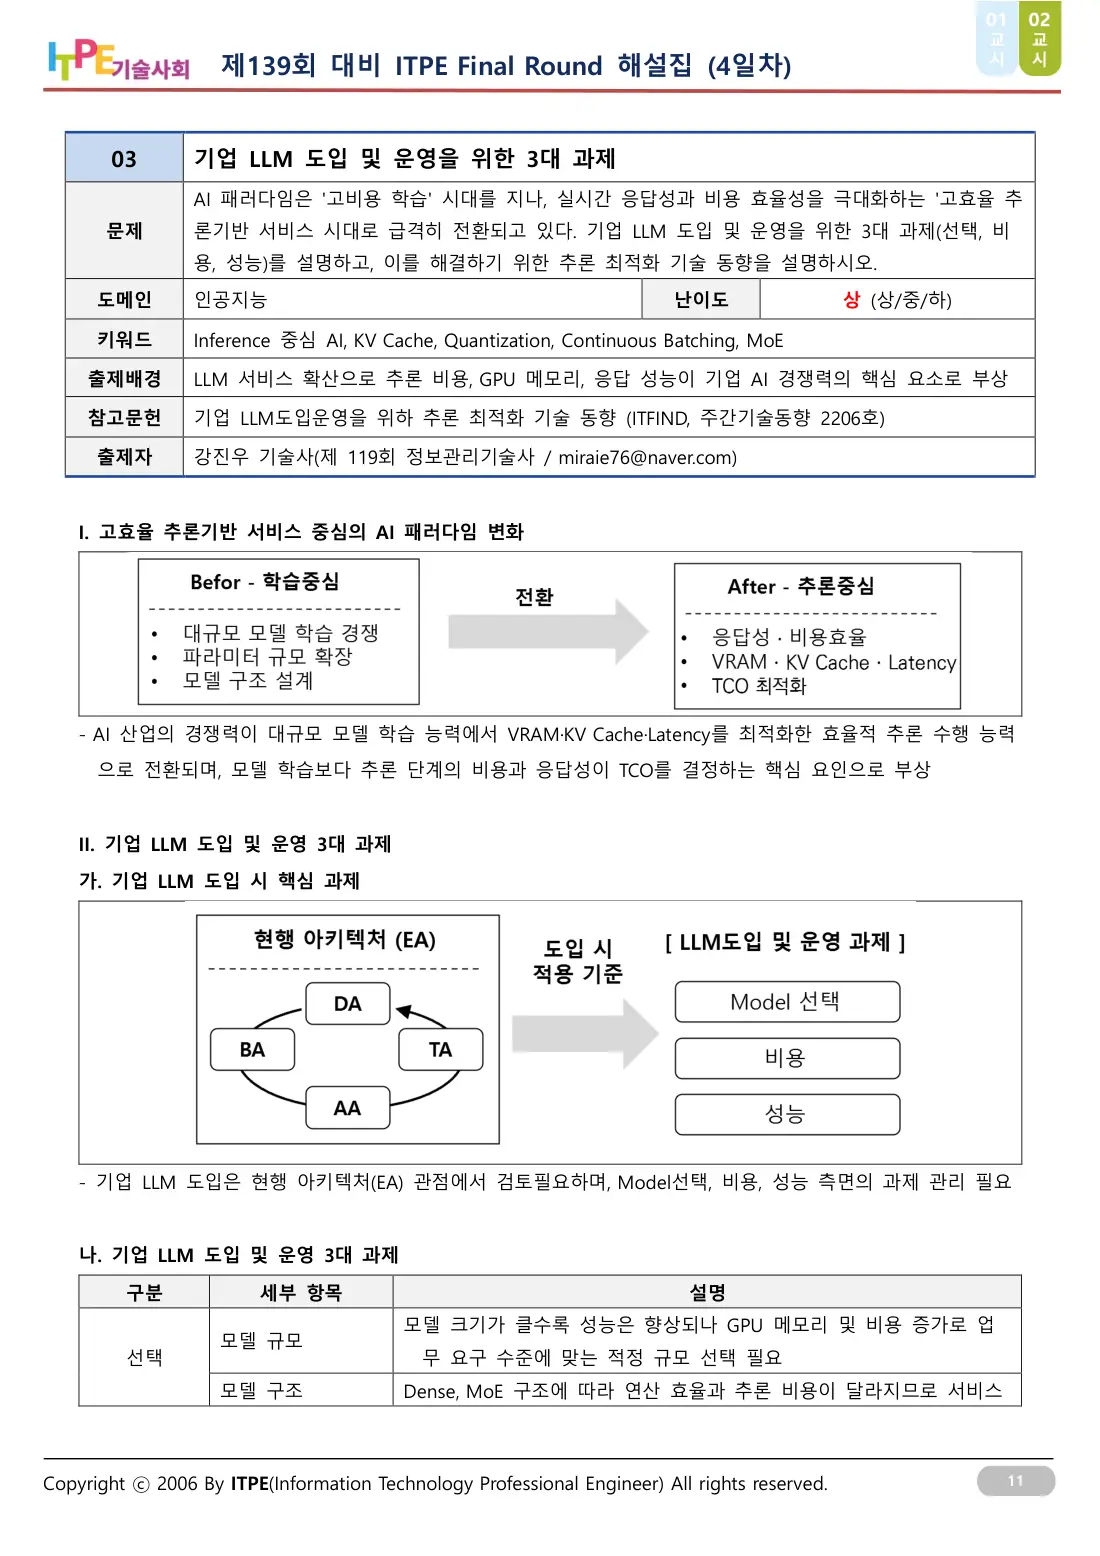 01
교
시
02
교
시
ITPE기술사회
제139회 대비 ITPE Final Round 해설집 (4일차)
03
기업 LLM 도입 및 운영을 위한 3대 과제
문제
AI 패러다임은 '고비용 학습' 시대를 지나, 실시간 응답성과 비용 효율성을 극대화하는 '고효율 추
론기반 서비스 시대로 급격히 전환되고 있다. 기업 LLM 도입 및 운영을 위한 3대 과제(선택, 비
용, 성능)를 설명하고, 이를 해결하기 위한 추론 최적화 기술 동향을 설명하시오.
도메인
인공지능
난이도
상 (상/중/하)
키워드
Inference 중심 AI, KV Cache, Quantization, Continuous Batching, MoE
출제배경
LLM 서비스 확산으로 추론 비용, GPU 메모리, 응답 성능이 기업 AI 경쟁력의 핵심 요소로 부상
참고문헌
기업 LLM도입운영을 위하 추론 최적화 기술 동향 (ITFIND, 주간기술동향 2206호)
출제자
강진우 기술사(제 119회 정보관리기술사 / miraie76@naver.com)
I. 고효율 추론기반 서비스 중심의 AI 패러다임 변화
Befor - 학습중심
• 대규모 모델 학습 경쟁
• 파라미터 규모 확장
• 모델 구조 설계
전환
After - 추론중심
• 응답성 · 비용효율
• VRAM · KV Cache · Latency
• TCO 최적화
- AI 산업의 경쟁력이 대규모 모델 학습 능력에서 VRAM·KV Cache·Latency를 최적화한 효율적 추론 수행 능력
으로 전환되며, 모델 학습보다 추론 단계의 비용과 응답성이 TCO를 결정하는 핵심 요인으로 부상
II. 기업 LLM 도입 및 운영 3대 과제
가. 기업 LLM 도입 시 핵심 과제
현행 아키텍처 (EA)
DA
BA
TA
AA
도입 시
적용 기준
[ LLM도입 및 운영 과제 ]
Model 선택
비용
성능
- 기업 LLM 도입은 현행 아키텍처(EA) 관점에서 검토필요하며, Model선택, 비용, 성능 측면의 과제 관리 필요
나. 기업 LLM 도입 및 운영 3대 과제
구분
세부 항목
설명
선택
모델 규모
모델 크기가 클수록 성능은 향상되나 GPU 메모리 및 비용 증가로 업
무 요구 수준에 맞는 적정 규모 선택 필요
모델 구조
Dense, MoE 구조에 따라 연산 효율과 추론 비용이 달라지므로 서비스
Copyright ⓒ 2006 By ITPE(Information Technology Professional Engineer) All rights reserved.
11